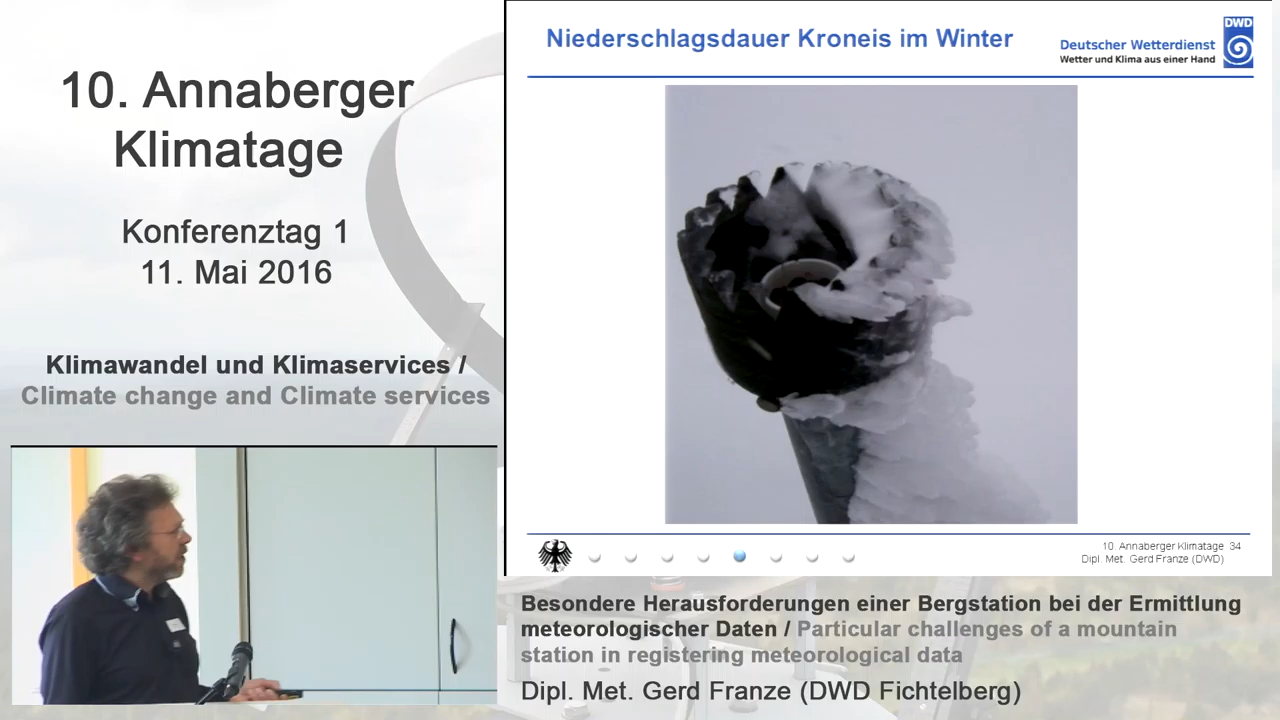 10. Annaberger
Klimatage
Konferenztag 1
11. Mai 2016
Klimawandel und Klimaservices /
Climate change and Climate services
Niederschlagsdauer Kroneis im Winter
DWD
Deutscher Wetterdienst
Wetter und Klima aus einer Hand
10. Annaberger Klimatage 34
Dipl. Met. Gerd Franze (DWD)
Besondere Herausforderungen einer Bergstation bei der Ermittlung
meteorologischer Daten / Particular challenges of a mountain
station in registering meteorological data
Dipl. Met. Gerd Franze (DWD Fichtelberg)